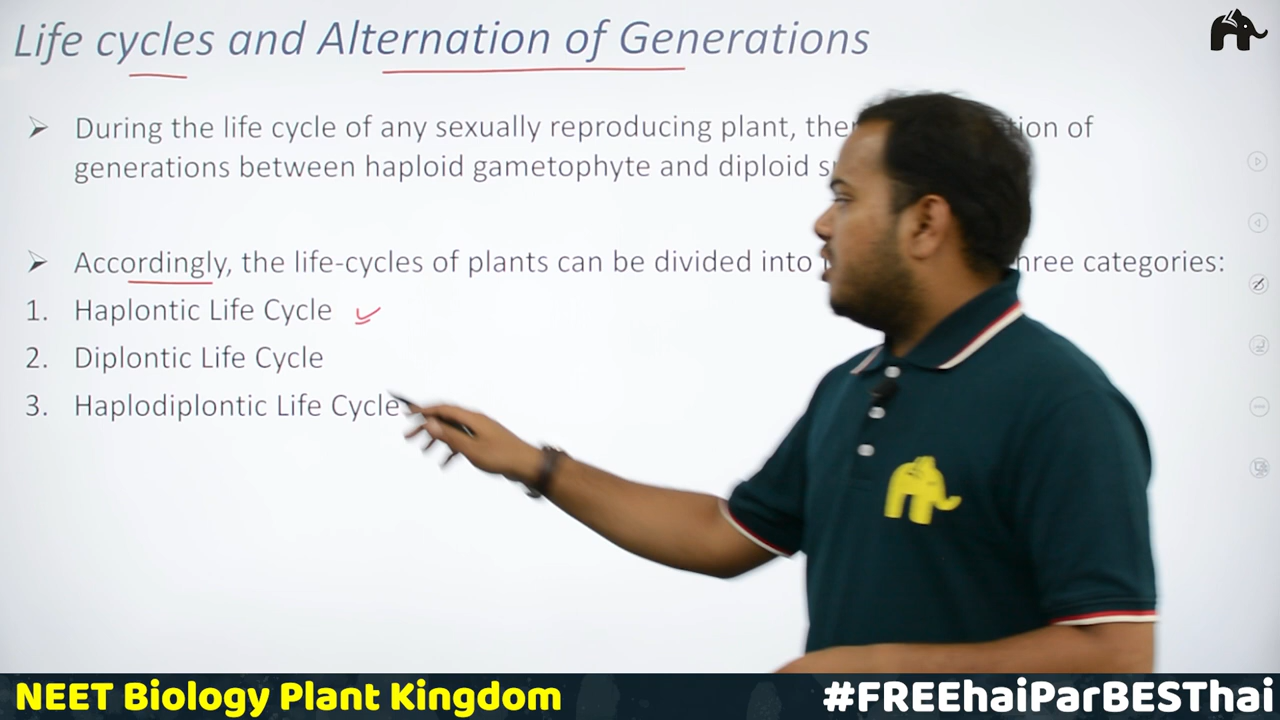 Life cycles and Alternation of Generations
➢ During the life cycle of any sexually reproducing plant, tion of
generations between haploid gametophyte and diploid
➢ Accordingly, the life-cycles of plants can be divided into hree categories:
1. Haplontic Life Cycle
2. Diplontic Life Cycle
3. Haplodiplontic Life Cycle
NEET Biology Plant Kingdom
#FREEhaiParBESThai